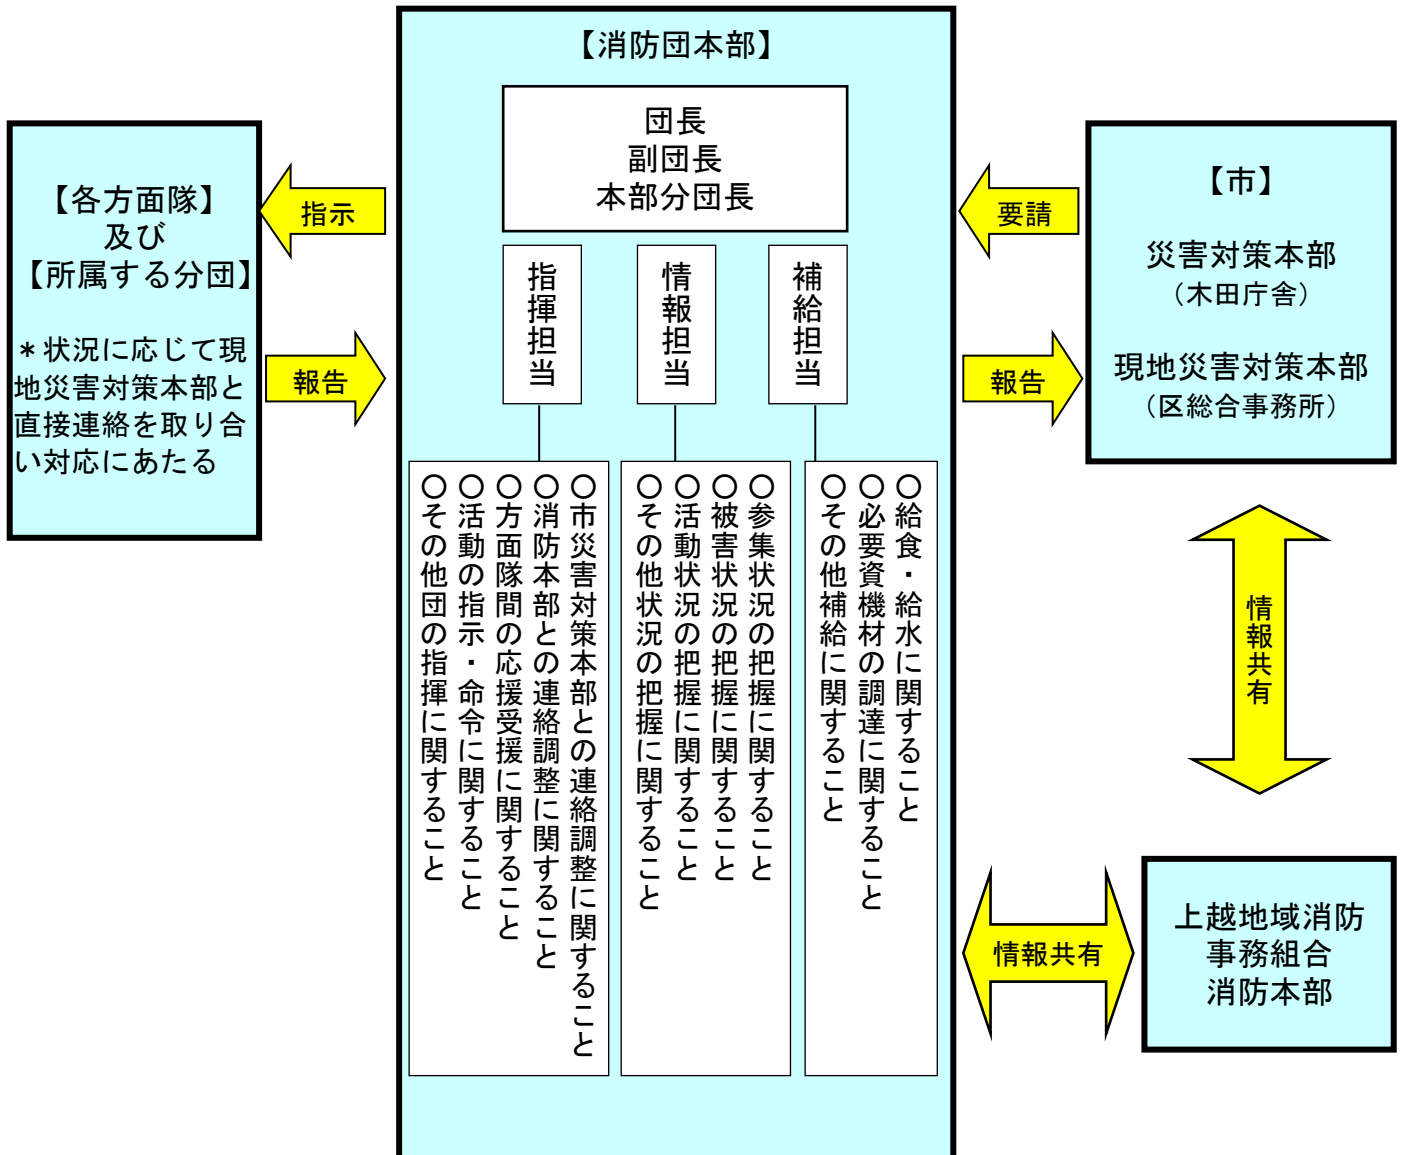 【消防団本部】
団長
副団長
本部分団長
指揮担当
情報担当
補給担当
○市災害対策本部との連絡調整に関すること
○消防本部との連絡調整に関すること
○方面隊間の応援受援に関すること
○活動の指示・命令に関すること
○その他団の指揮に関すること
○参集状況の把握に関すること
○被害状況の把握に関すること
○活動状況の把握に関すること
○その他状況の把握に関すること
○給食・給水に関すること
○必要資機材の調達に関すること
○その他補給に関すること
【各方面隊】
及び
【所属する分団】
＊状況に応じて現
地災害対策本部と
直接連絡を取り合
い対応にあたる
指示
報告
要請
報告
【市】
災害対策本部
（木田庁舎）
現地災害対策本部
（区総合事務所）
情報共有
情報共有
上越地域消防
事務組合
消防本部